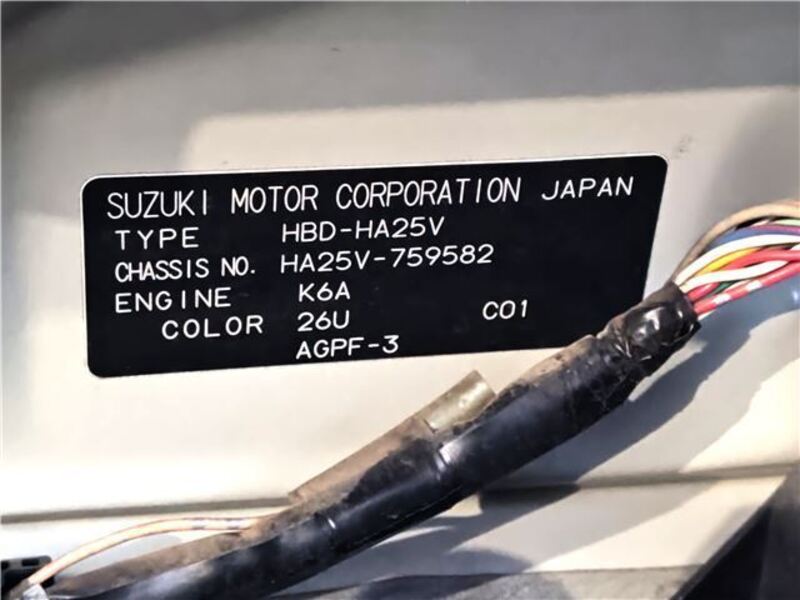 SUZUKI MOTOR CORPORATION JAPAN
TYPE HBD-HA25V
CHASSIS NO. HA25V-759582
ENGINE K6A
COLOR 26U C01
AGPF-3